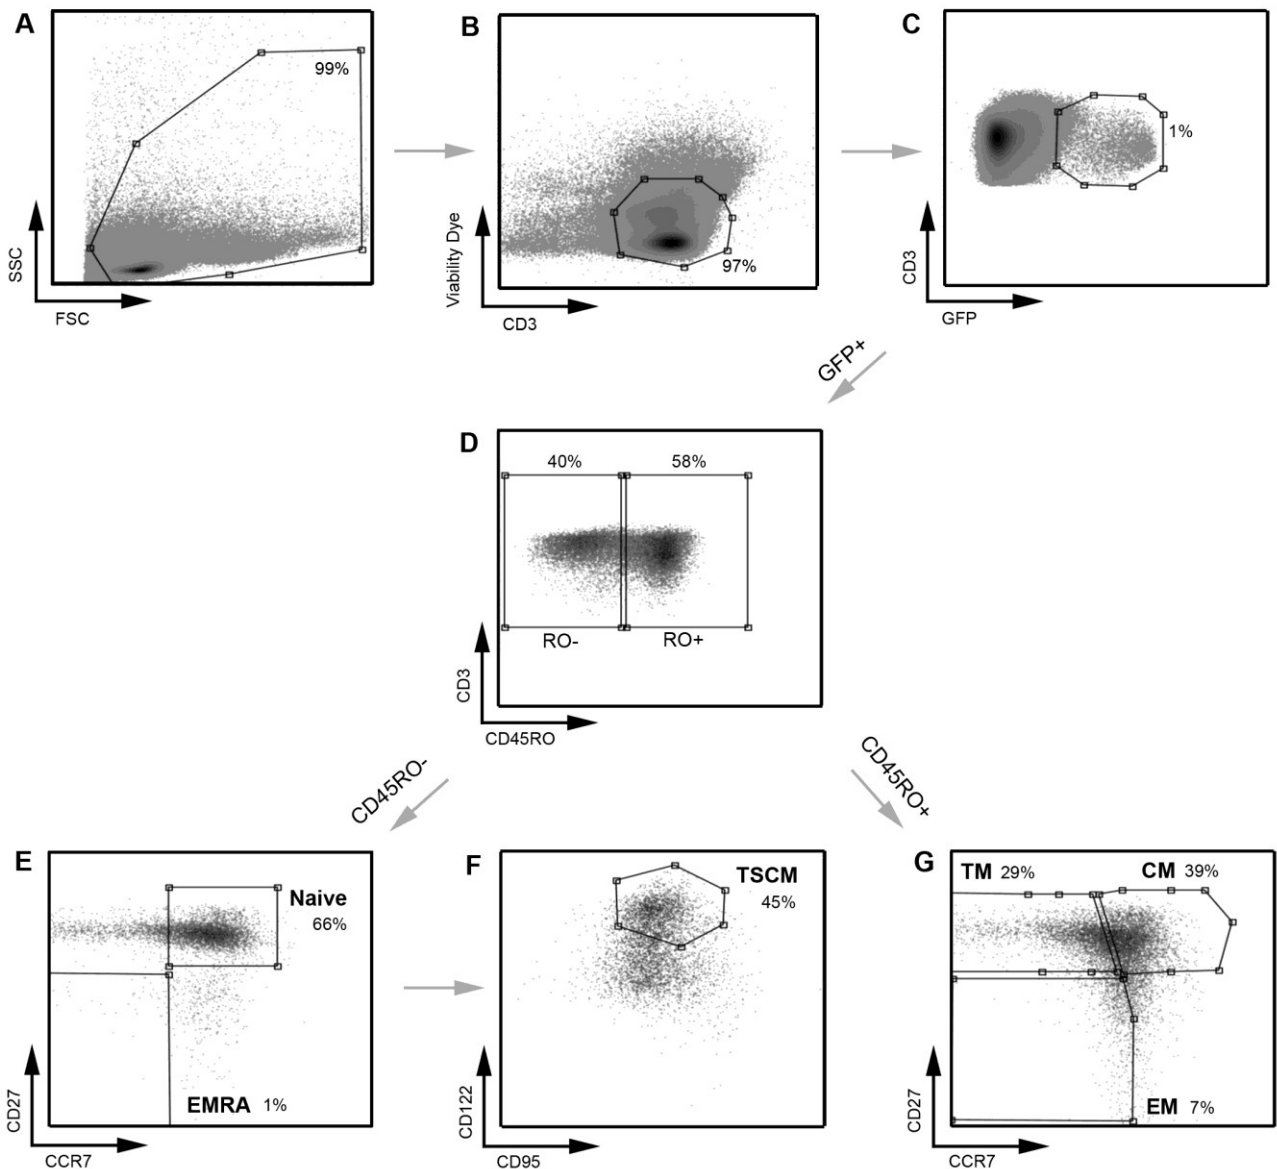 A
99%
SSC
FSC
B
97%
Viability Dye
CD3
C
1%
CD3
GFP
GFP+
D
40%
58%
RO-
RO+
CD3
CD45RO
CD45RO-
CD45RO+
E
Naive
66%
EMRA 1%
CD27
CCR7
F
TSCM
45%
CD122
CD95
G
TM 29%
CM 39%
EM 7%
CD27
CCR7